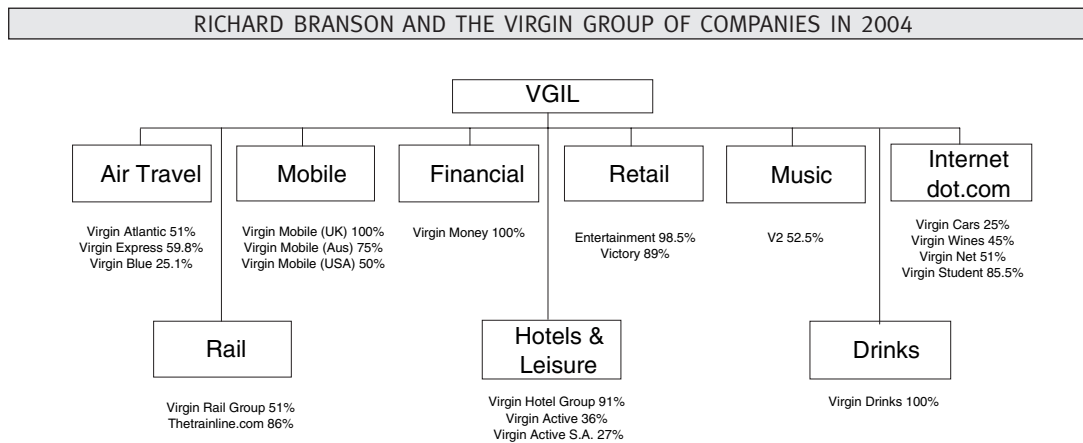 RICHARD BRANSON AND THE VIRGIN GROUP OF COMPANIES IN 2004
VGIL
Air Travel
Virgin Atlantic 51%
Virgin Express 59.8%
Virgin Blue 25.1%
Mobile
Virgin Mobile (UK) 100%
Virgin Mobile (Aus) 75%
Virgin Mobile (USA) 50%
Financial
Virgin Money 100%
Retail
Entertainment 98.5%
Victory 89%
Music
V2 52.5%
Internet
dot.com
Virgin Cars 25%
Virgin Wines 45%
Virgin Net 51%
Virgin Student 85.5%
Rail
Virgin Rail Group 51%
Thetrainline.com 86%
Hotels &
Leisure
Virgin Hotel Group 91%
Virgin Active 36%
Virgin Active S.A. 27%
Drinks
Virgin Drinks 100%